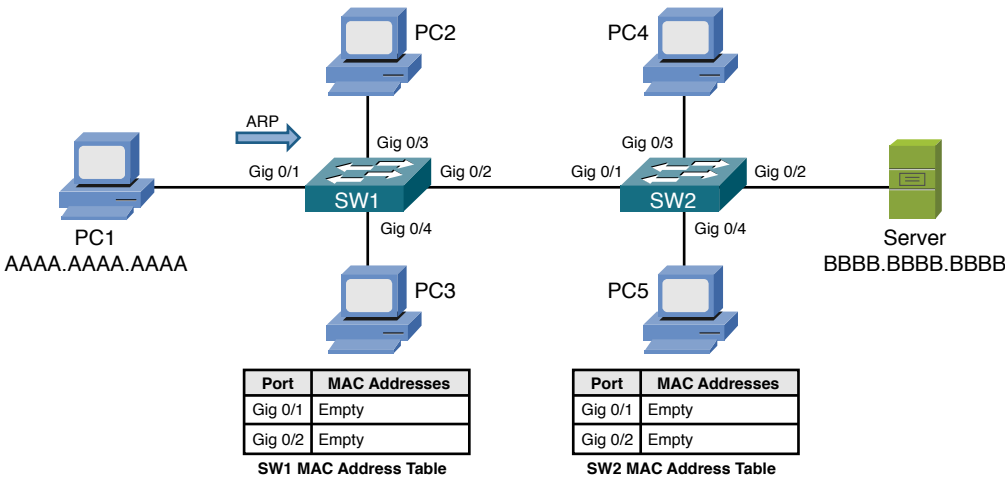 PC2
PC4
ARP
Gig 0/3
Gig 0/3
Gig 0/1
Gig 0/2
Gig 0/1
Gig 0/2
SW1
SW2
Gig 0/4
Gig 0/4
PC1
AAAA.AAAA.AAAA
Server
BBBB.BBBB.BBBB
PC3
PC5
Port MAC Addresses
Gig 0/1 Empty
Gig 0/2 Empty
SW1 MAC Address Table
Port MAC Addresses
Gig 0/1 Empty
Gig 0/2 Empty
SW2 MAC Address Table